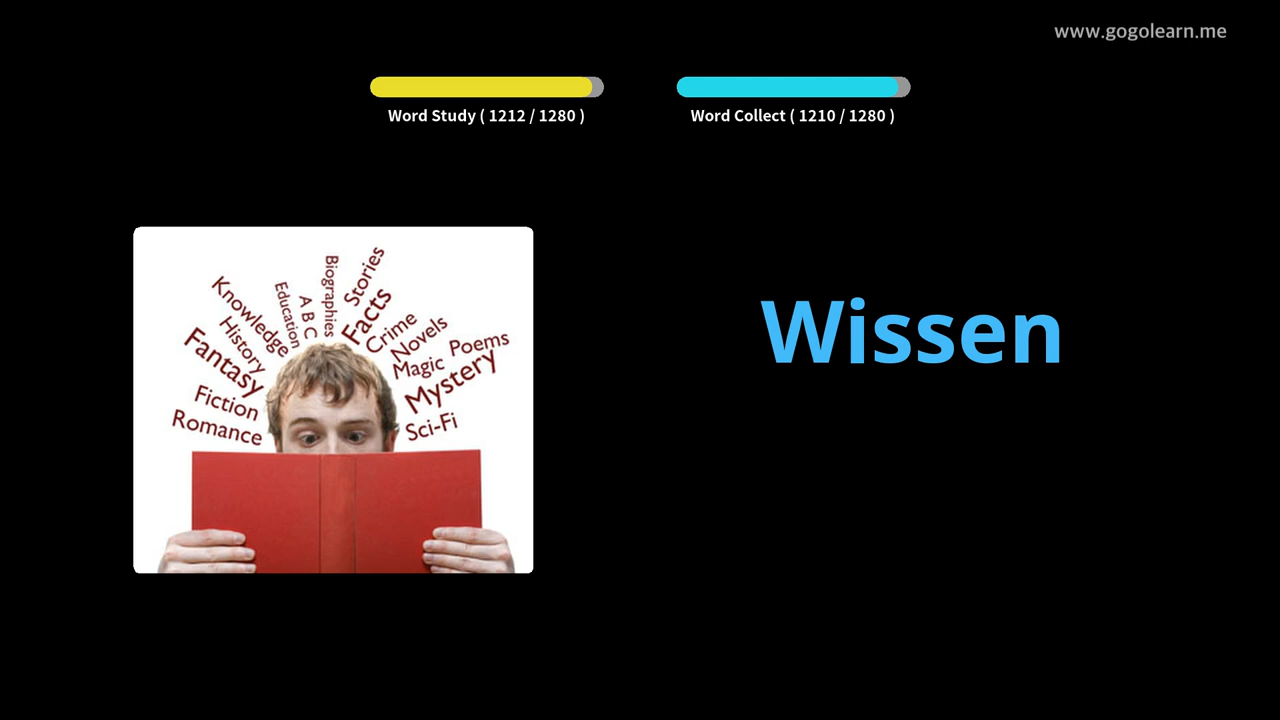 www.gogolearn.me
Word Study ( 1212 / 1280 )
Word Collect ( 1210 / 1280 )
Wissen
Romance
Fiction
Fantasy
History
Knowledge
Education
A B C
Biographies
Stories
Facts
Crime
Novels
Magic
Poems
Mystery
Sci-Fi